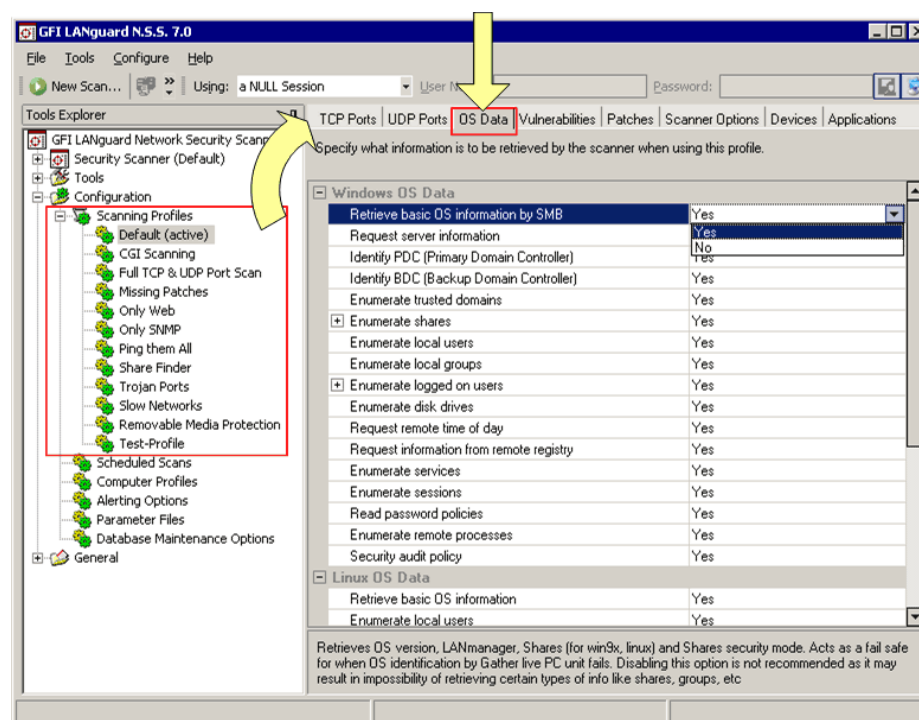 GFI LANguard N.S.S. 7.0
File Tools Configure Help
New Scan... Using: a NULL Session Password:
Tools Explorer
GFI LANguard Network Security
Security Scanner (Default)
Tools
Configuration
Scanning Profiles
Default (active)
CGI Scanning
Full TCP & UDP Port Scan
Missing Patches
Only Web
Only SNMP
Ping them All
Share Finder
Trojan Ports
Slow Networks
Removable Media Protection
Test-Profile
Scheduled Scans
Computer Profiles
Alerting Options
Parameter Files
Database Maintenance Options
General
TCP Ports UDP Ports OS Data Vulnerabilities Patches Scanner Options Devices Applications
Specify what information is to be retrieved by the scanner when using this profile.
Windows OS Data
Retrieve basic OS information by SMB Yes
Yes
No
Request server information
Identify PDC (Primary Domain Controller) Yes
Identify BDC (Backup Domain Controller) Yes
Enumerate trusted domains Yes
Enumerate shares Yes
Enumerate local users Yes
Enumerate local groups Yes
Enumerate logged on users Yes
Enumerate disk drives Yes
Request remote time of day Yes
Request information from remote registry Yes
Enumerate services Yes
Enumerate sessions Yes
Read password policies Yes
Enumerate remote processes Yes
Security audit policy Yes
Linux OS Data
Retrieve basic OS information Yes
Enumerate local users Yes
Retrieves OS version, LANmanager, Shares (for win9x, linux) and Shares security mode. Acts as a fail safe
for when OS identification by Gather live PC unit fails. Disabling this option is not recommended as it may
result in impossibility of retrieving certain types of info like shares, groups, etc